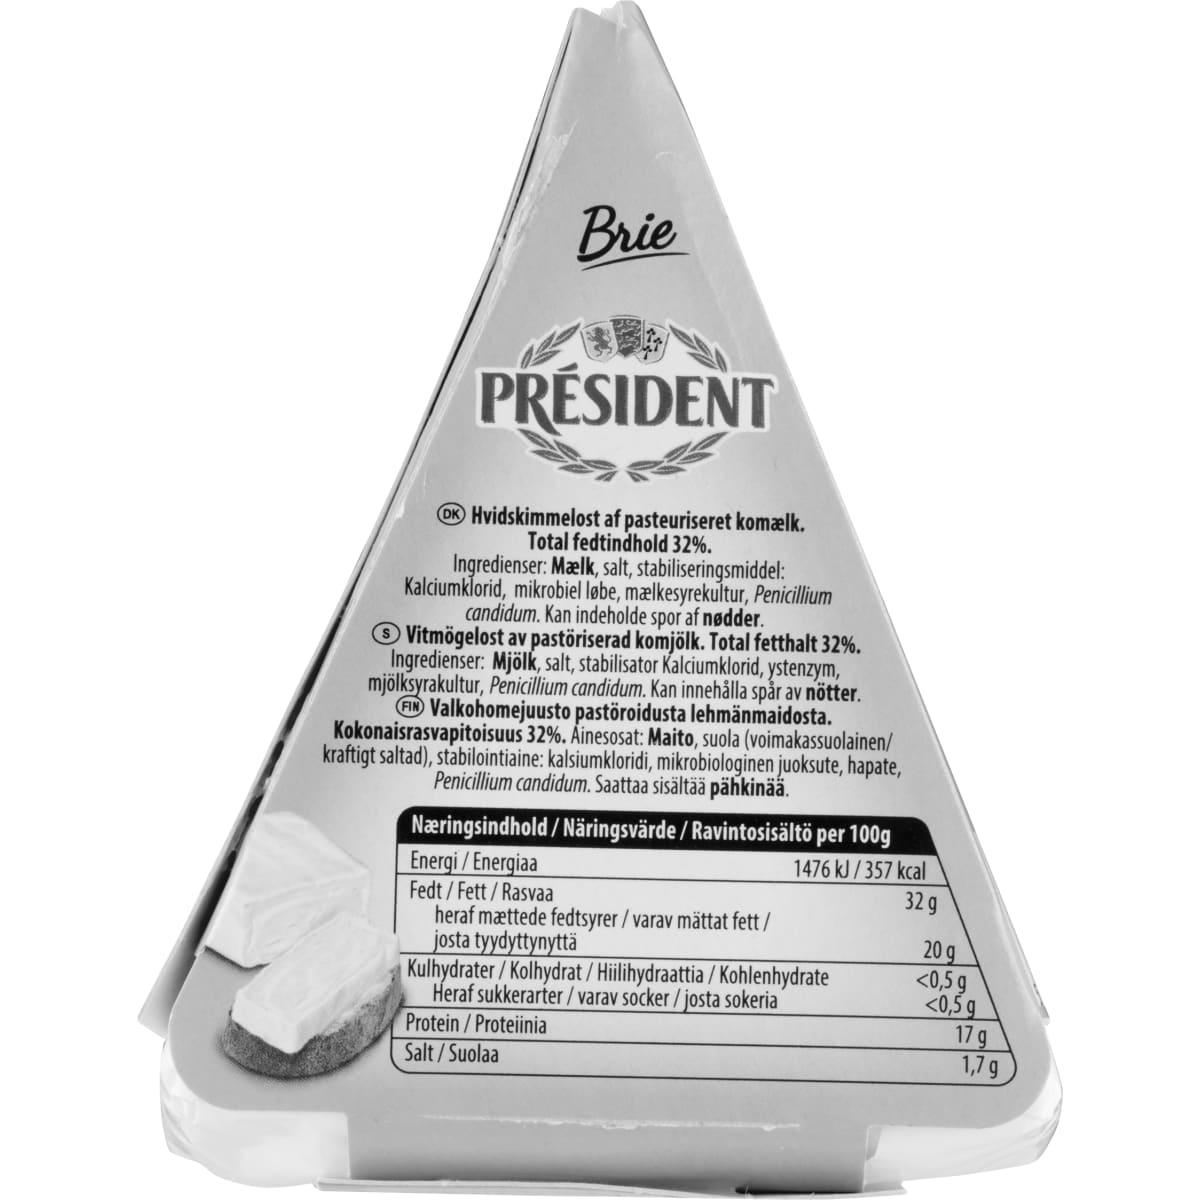 Brie
PRÉSIDENT
DK Hvidskimmelost af pasteuriseret komælk.
Total fedtindhold 32%.
Ingredienser: Mælk, salt, stabiliseringsmiddel:
Kalciumklorid, mikrobiel løbe, mælkesyrekultur, Penicillium
candidum. Kan indeholde spor af nødder.
S Vitmögelost av pastöriserad komjölk. Total fetthalt 32%.
Ingredienser: Mjölk, salt, stabilisator Kalciumklorid, ystenzym,
mjölksyrakultur, Penicillium candidum. Kan innehålla spår av nötter.
FIN Valkohomejuusto pastöroidusta lehmänmaidosta.
Kokonaisrasvapitoisuus 32%. Ainesosat: Maito, suola (voimakassuolainen/
kraftigt saltad), stabilointiaine: kalsiumkloridi, mikrobiologinen juoksute, hapate,
Penicillium candidum. Saattaa sisältää pähkinää.
Næringsindhold / Näringsvärde / Ravintosisältö per 100g
Energi / Energiaa 1476 kJ / 357 kcal
Fedt / Fett / Rasvaa 32 g
heraf mættede fedtsyrer / varav mättat fett /
josta tyydyttynyttä 20 g
Kulhydrater / Kolhydrat / Hiilihydraattia / Kohlenhydrate <0,5 g
Heraf sukkerarter / varav socker / josta sokeria <0,5 g
Protein / Proteiinia 17 g
Salt / Suolaa 1,7 g